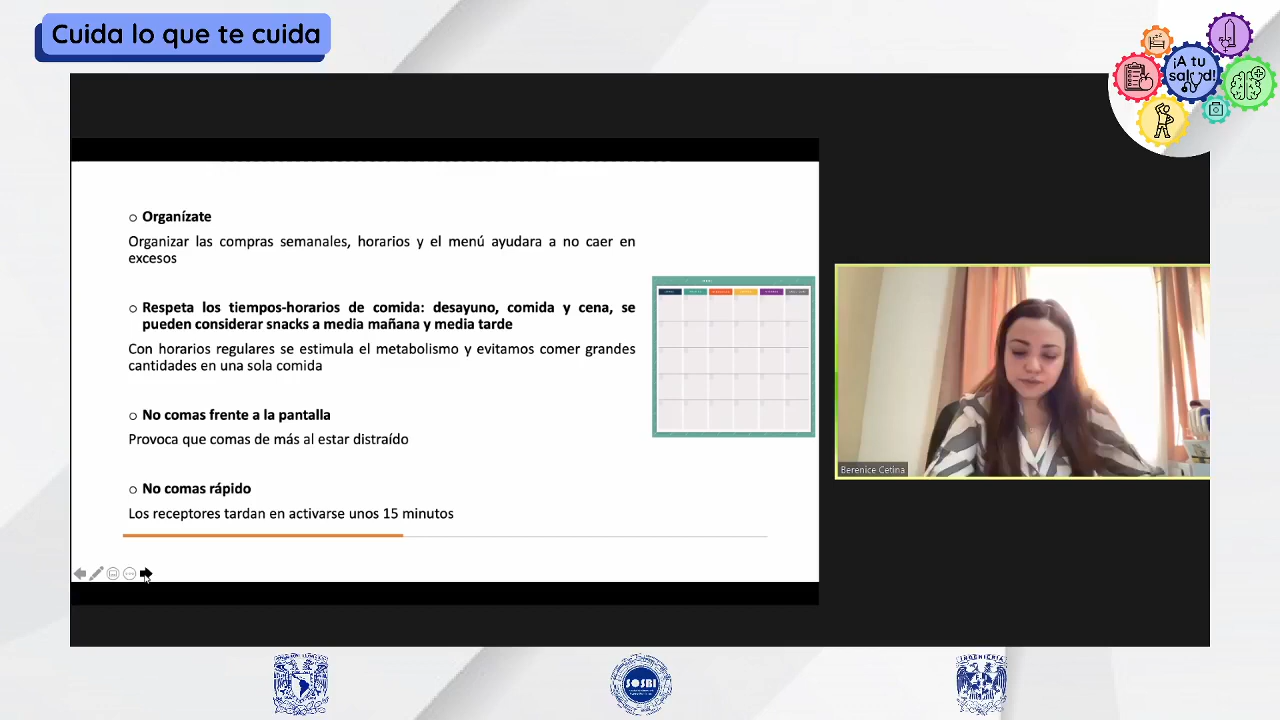 Cuida lo que te cuida
¡A tu
salud!
Organízate
Organizar las compras semanales, horarios y el menú ayudara a no caer en
excesos
Respeta los tiempos-horarios de comida: desayuno, comida y cena, se
pueden considerar snacks a media mañana y media tarde
Con horarios regulares se estimula el metabolismo y evitamos comer grandes
cantidades en una sola comida
No comas frente a la pantalla
Provoca que comas de más al estar distraído
No comas rápido
Los receptores tardan en activarse unos 15 minutos
Berenice Cetina
SOSBI
INGENIERIA